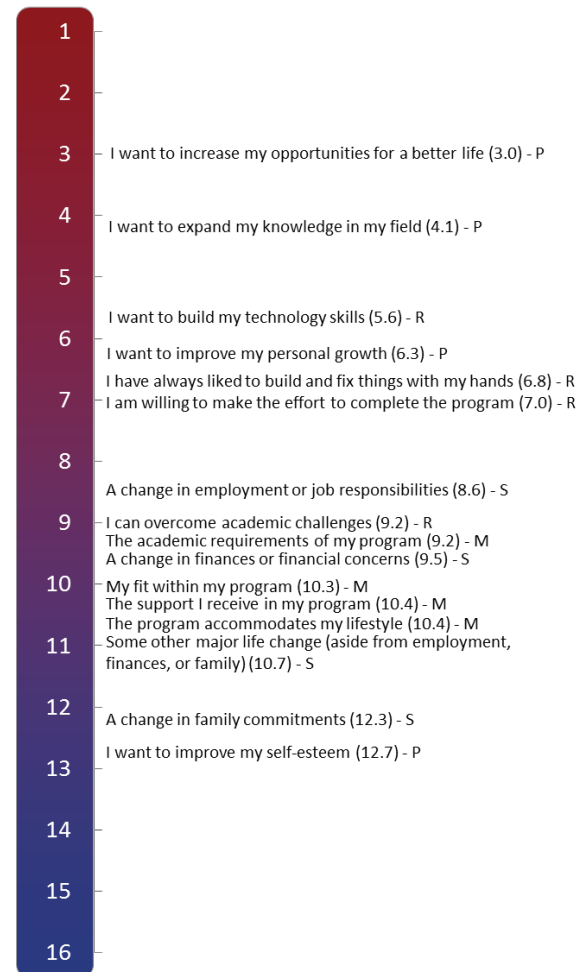 1
2
3
I want to increase my opportunities for a better life (3.0) - P
4
I want to expand my knowledge in my field (4.1) - P
5
I want to build my technology skills (5.6) - R
6
I want to improve my personal growth (6.3) - P
I have always liked to build and fix things with my hands (6.8) - R
7
I am willing to make the effort to complete the program (7.0) - R
8
A change in employment or job responsibilities (8.6) - S
9
I can overcome academic challenges (9.2) - R
The academic requirements of my program (9.2) - M
A change in finances or financial concerns (9.5) - S
10
My fit within my program (10.3) - M
The support I receive in my program (10.4) - M
The program accommodates my lifestyle (10.4) - M
11
Some other major life change (aside from employment,
finances, or family) (10.7) - S
12
A change in family commitments (12.3) - S
I want to improve my self-esteem (12.7) - P
13
14
15
16